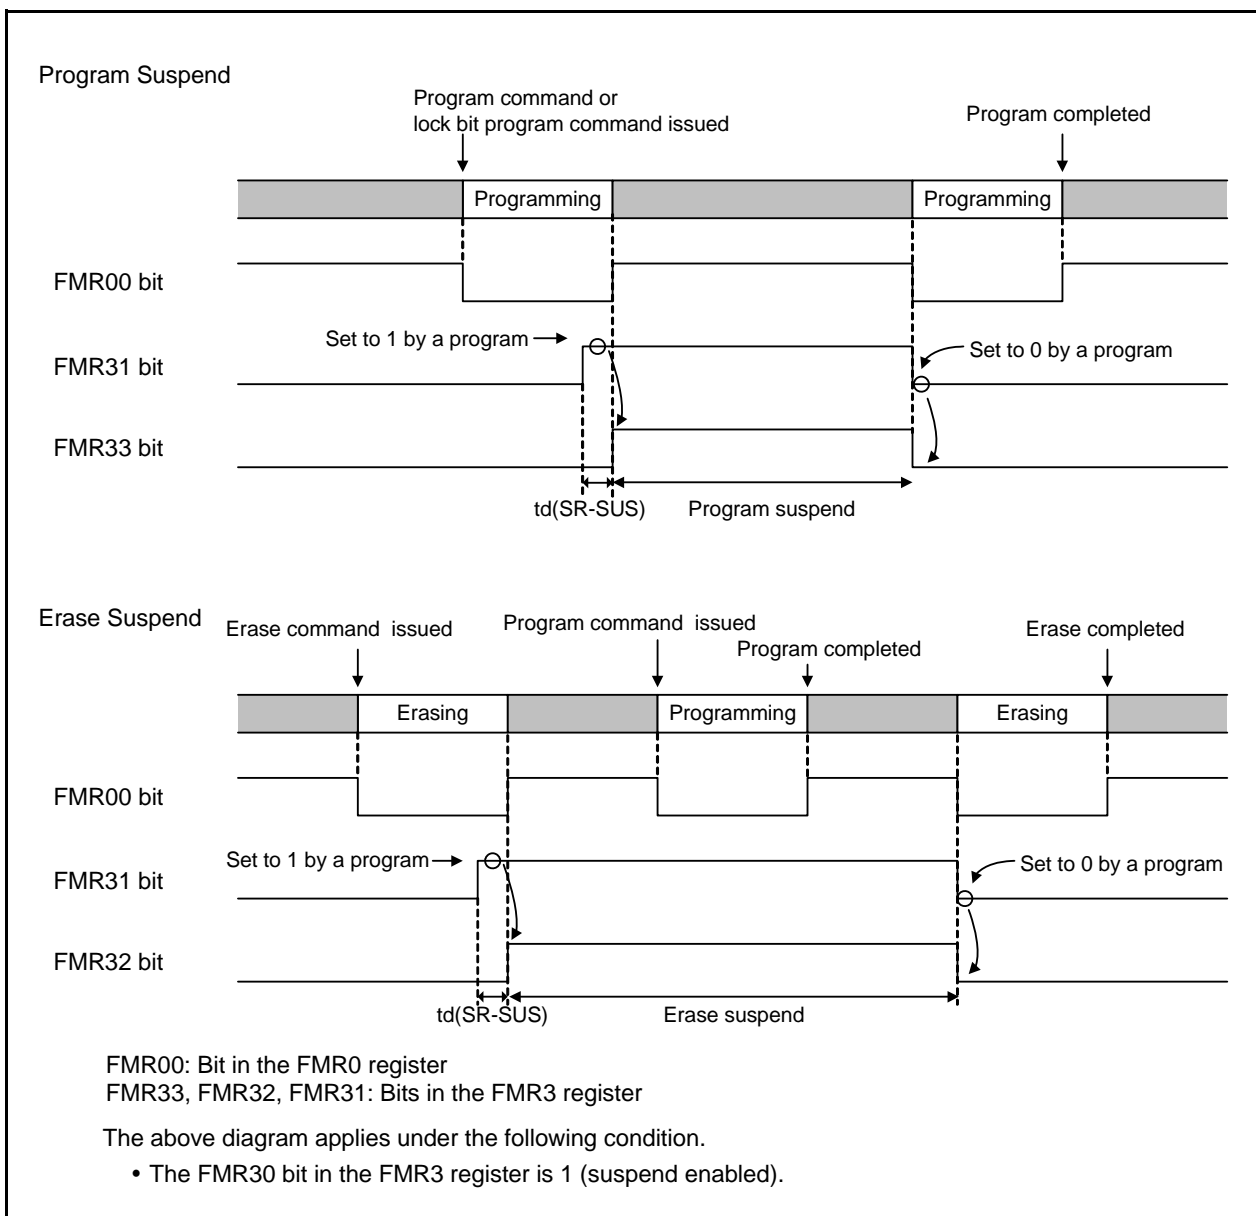 Program Suspend
Program command or
lock bit program command issued
Program completed
Programming
Programming
FMR00 bit
Set to 1 by a program
Set to 0 by a program
FMR31 bit
FMR33 bit
td(SR-SUS)
Program suspend
Erase Suspend
Erase command issued
Program command issued
Program completed
Erase completed
Erasing
Programming
Erasing
FMR00 bit
Set to 1 by a program
Set to 0 by a program
FMR31 bit
FMR32 bit
td(SR-SUS)
Erase suspend
FMR00: Bit in the FMR0 register
FMR33, FMR32, FMR31: Bits in the FMR3 register
The above diagram applies under the following condition.
• The FMR30 bit in the FMR3 register is 1 (suspend enabled).